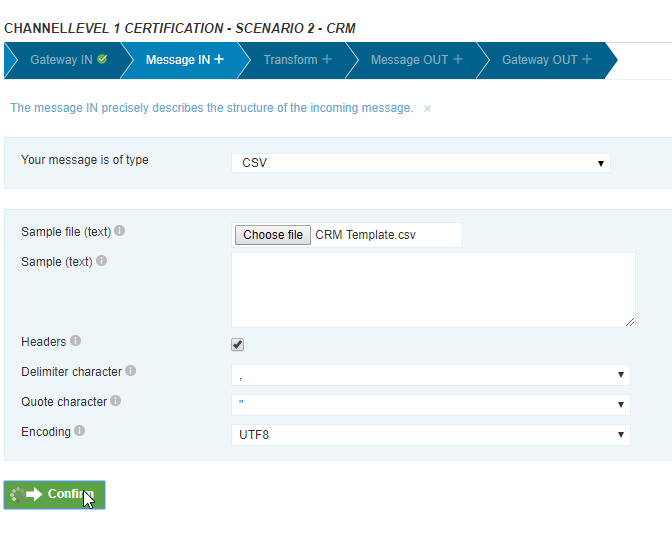 CHANNELLEVEL 1 CERTIFICATION - SCENARIO 2 - CRM
Gateway IN Message IN + Transform + Message OUT + Gateway OUT +
The message IN precisely describes the structure of the incoming message. ×
Your message is of type CSV
Sample file (text) Choose file CRM Template.csv
Sample (text)
Headers
Delimiter character ,
Quote character "
Encoding UTF8
Confirm